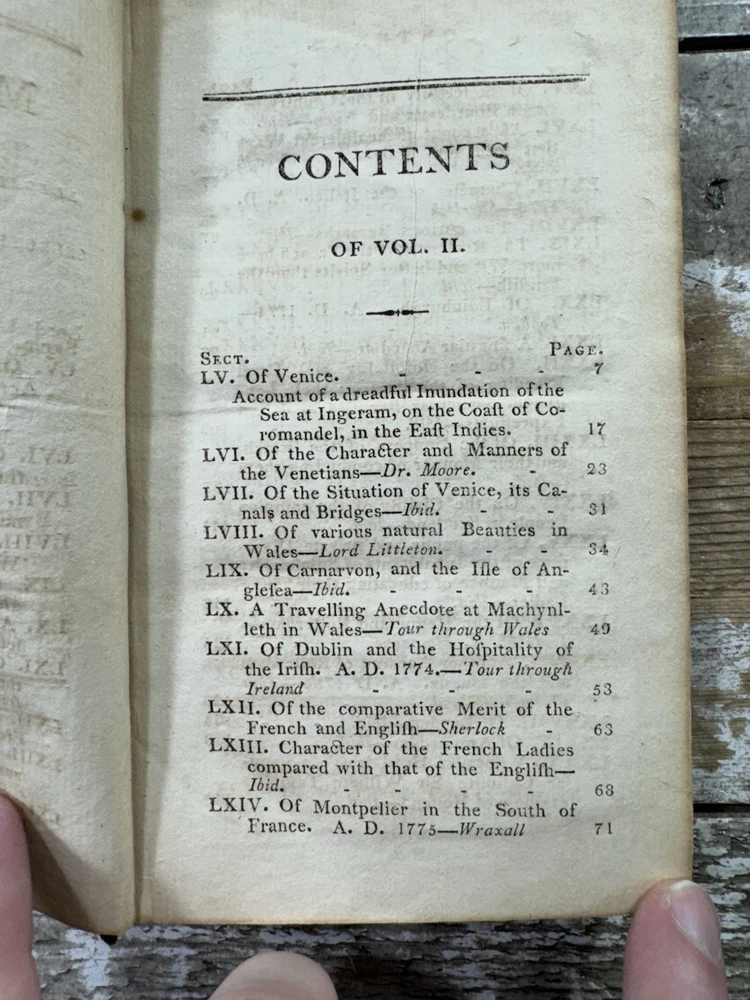 CONTENTS
OF VOL. II.
SECT. PAGE.
LV. Of Venice. - - - 7
Account of a dreadful Inundation of the
Sea at Ingeram, on the Coaſt of Co-
romandel, in the Eaſt Indies. 17
LVI. Of the Character and Manners of
the Venetians—Dr. Moore. - 23
LVII. Of the Situation of Venice, its Ca-
nals and Bridges—Ibid. - - 31
LVIII. Of various natural Beauties in
Wales—Lord Littleton. - - 34
LIX. Of Carnarvon, and the Iſle of An-
gleſea—Ibid. - - - 43
LX. A Travelling Anecdote at Machynl-
leth in Wales—Tour through Wales 49
LXI. Of Dublin and the Hoſpitality of
the Iriſh. A. D. 1774.—Tour through
Ireland - - - 53
LXII. Of the comparative Merit of the
French and Engliſh—Sherlock - 63
LXIII. Character of the French Ladies
compared with that of the Engliſh—
Ibid. - - - - 68
LXIV. Of Montpelier in the South of
France. A. D. 1775—Wraxall 71